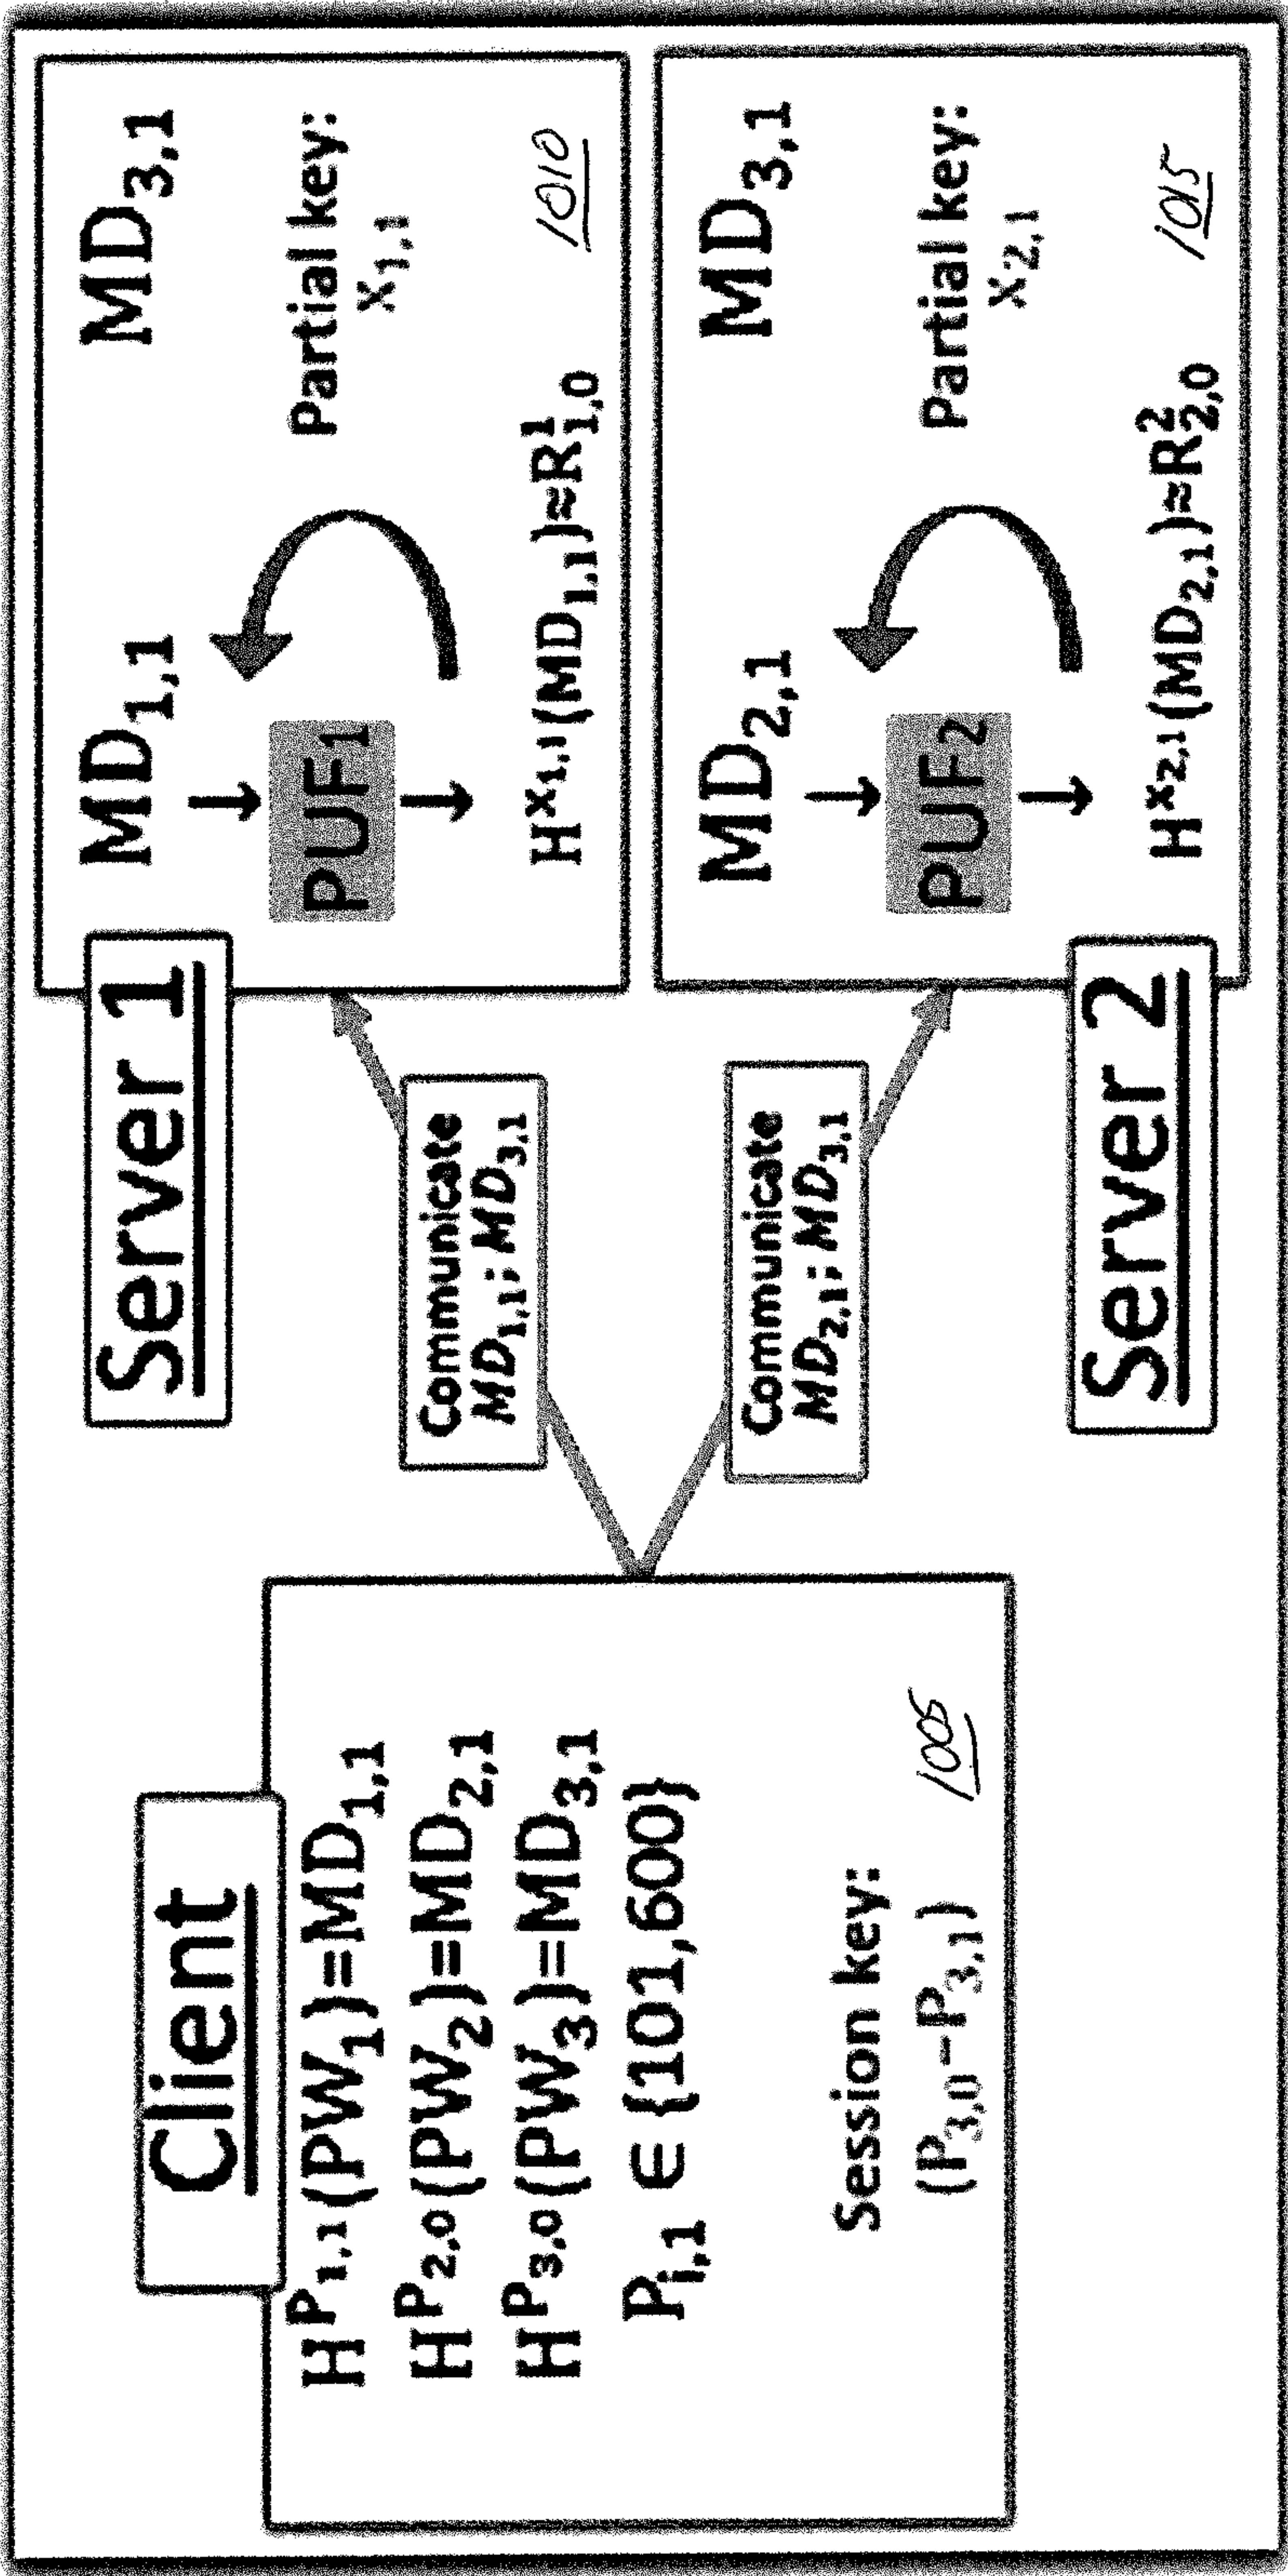 Client
H^P1,1(PW1)=MD1,1
H^P2,0(PW2)=MD2,1
H^P3,0(PW3)=MD3,1
Pi,1 ∈ {101,600}
Session key:
(P3,0−P3,1)
1005
Communicate
MD1,1; MD3,1
Communicate
MD2,1; MD3,1
Server 1
MD1,1
MD3,1
PUF1
Partial key:
X1,1
H^X1,1(MD1,1)≈R^1_1,0
1010
MD2,1
MD3,1
PUF2
Partial key:
X2,1
H^X2,1(MD2,1)≈R^2_2,0
1015
Server 2